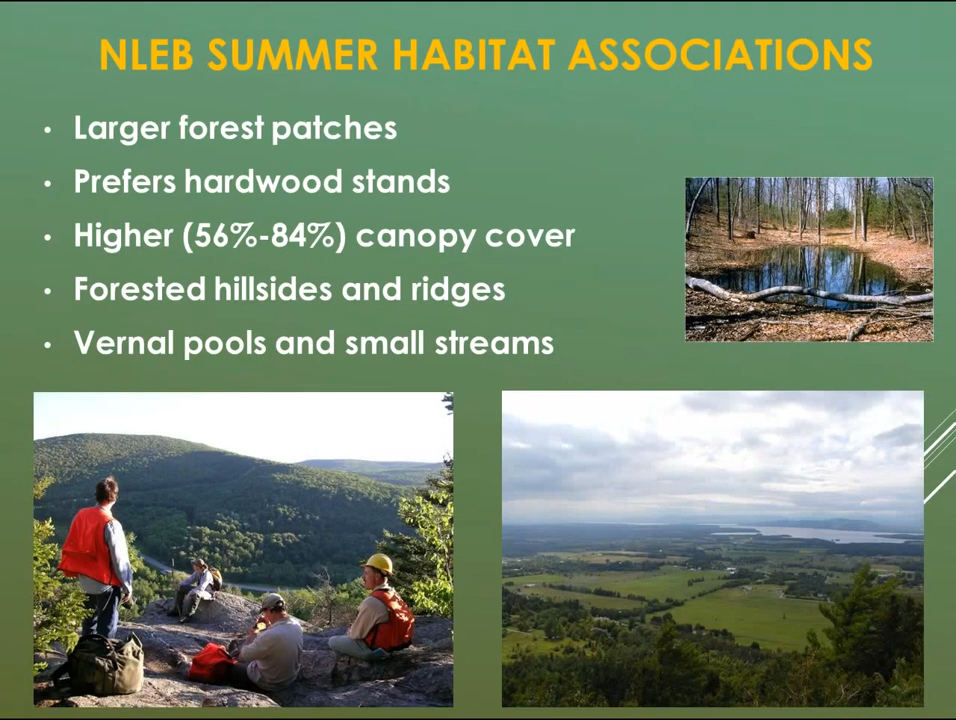 NLEB SUMMER HABITAT ASSOCIATIONS
• Larger forest patches
• Prefers hardwood stands
• Higher (56%-84%) canopy cover
• Forested hillsides and ridges
• Vernal pools and small streams